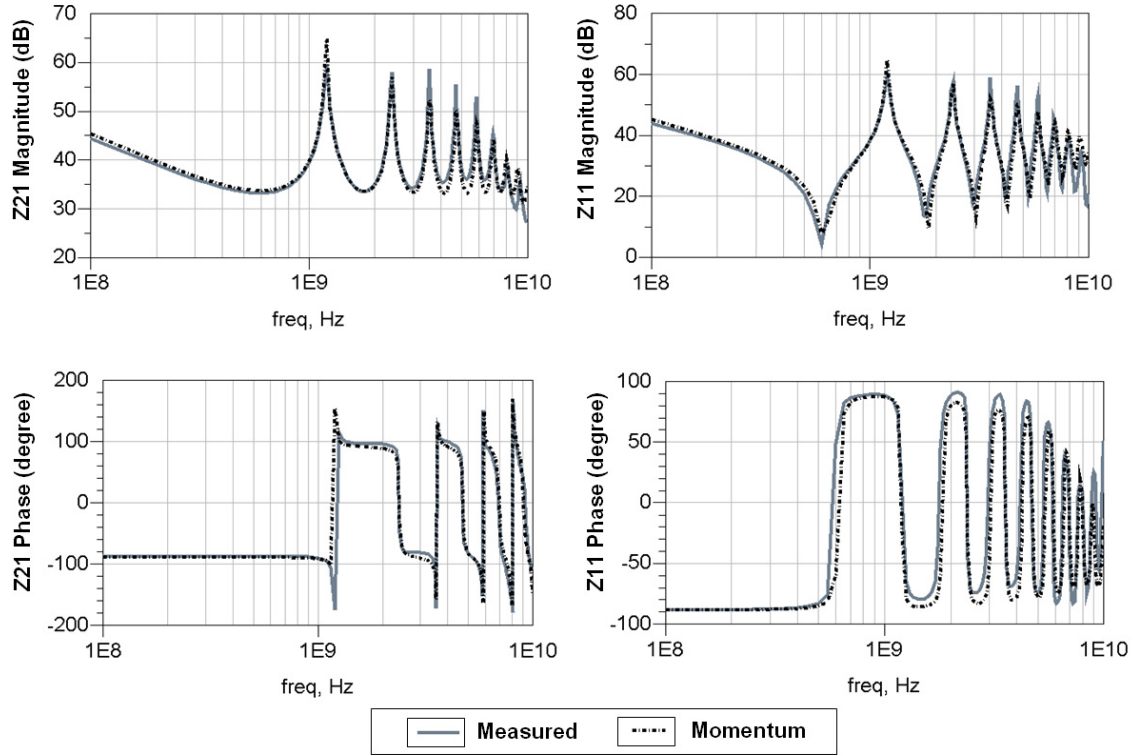 Z21 Magnitude (dB)
70
60
50
40
30
20
1E8
1E9
1E10
freq, Hz
Z11 Magnitude (dB)
80
60
40
20
0
1E8
1E9
1E10
freq, Hz
Z21 Phase (degree)
200
100
0
-100
-200
1E8
1E9
1E10
freq, Hz
Z11 Phase (degree)
100
50
0
-50
-100
1E8
1E9
1E10
freq, Hz
Measured
Momentum